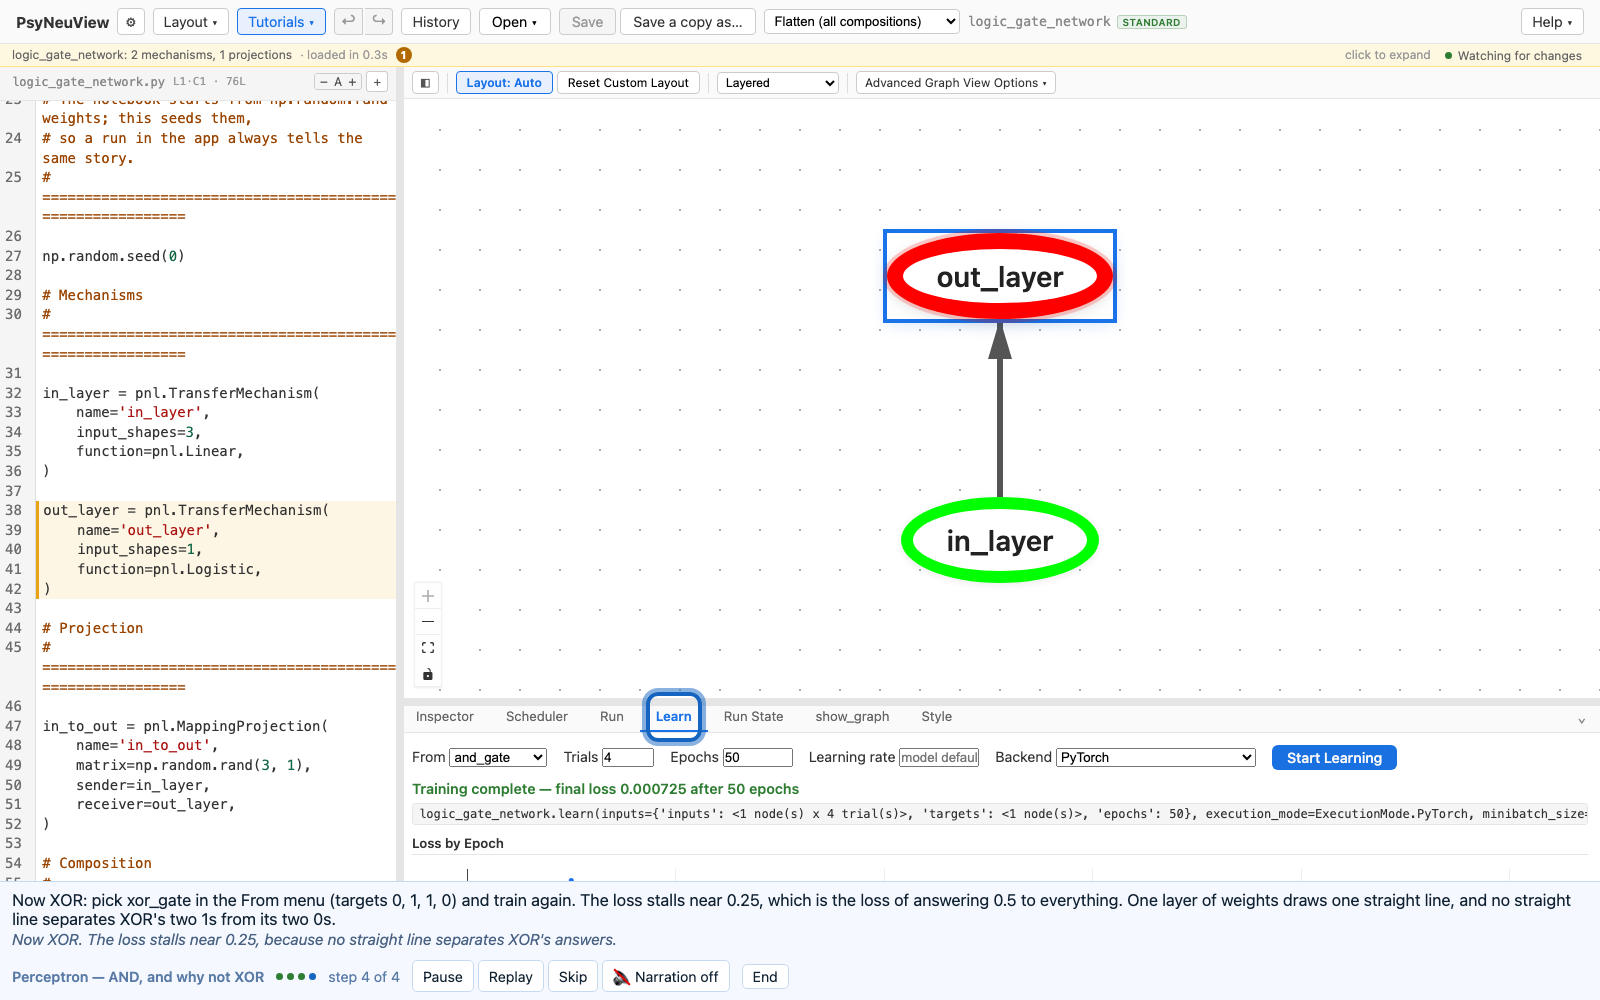 PsyNeuView
Layout
Tutorials
History
Open
Save
Save a copy as...
Flatten (all compositions)
logic_gate_network
STANDARD
Help
logic_gate_network: 2 mechanisms, 1 projections · loaded in 0.3s
1
click to expand
Watching for changes
logic_gate_network.py L1:C1 · 76L
− A +
+
Layout: Auto
Reset Custom Layout
Layered
Advanced Graph View Options
23 # The notebook starts from np.random.rand
weights; this seeds them,
24 # so a run in the app always tells the
same story.
25 #
=========================================
=================
26
27 np.random.seed(0)
28
29 # Mechanisms
30 #
=========================================
=================
31
32 in_layer = pnl.TransferMechanism(
33 name='in_layer',
34 input_shapes=3,
35 function=pnl.Linear,
36 )
37
38 out_layer = pnl.TransferMechanism(
39 name='out_layer',
40 input_shapes=1,
41 function=pnl.Logistic,
42 )
43
44 # Projection
45 #
=========================================
=================
46
47 in_to_out = pnl.MappingProjection(
48 name='in_to_out',
49 matrix=np.random.rand(3, 1),
50 sender=in_layer,
51 receiver=out_layer,
52 )
53
54 # Composition
out_layer
in_layer
Inspector
Scheduler
Run
Learn
Run State
show_graph
Style
From and_gate Trials 4 Epochs 50 Learning rate model defaul Backend PyTorch Start Learning
Training complete — final loss 0.000725 after 50 epochs
logic_gate_network.learn(inputs={'inputs': <1 node(s) x 4 trial(s)>, 'targets': <1 node(s)>, 'epochs': 50}, execution_mode=ExecutionMode.PyTorch, minibatch_size=
Loss by Epoch
Now XOR: pick xor_gate in the From menu (targets 0, 1, 1, 0) and train again. The loss stalls near 0.25, which is the loss of answering 0.5 to everything. One layer of weights draws one straight line, and no straight
line separates XOR's two 1s from its two 0s.
Now XOR. The loss stalls near 0.25, because no straight line separates XOR's answers.
Perceptron — AND, and why not XOR
step 4 of 4
Pause
Replay
Skip
Narration off
End